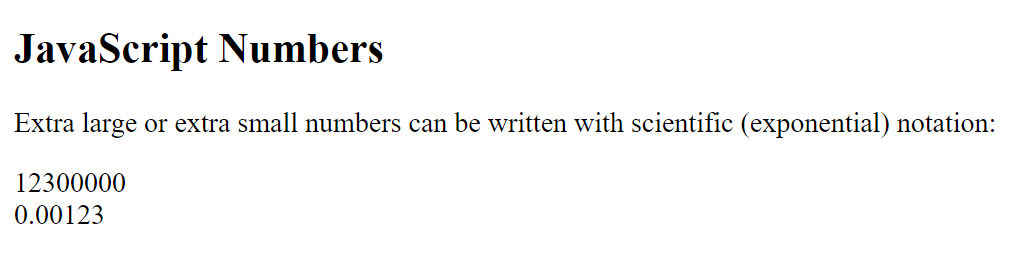 JavaScript Numbers
Extra large or extra small numbers can be written with scientific (exponential) notation:
12300000
0.00123